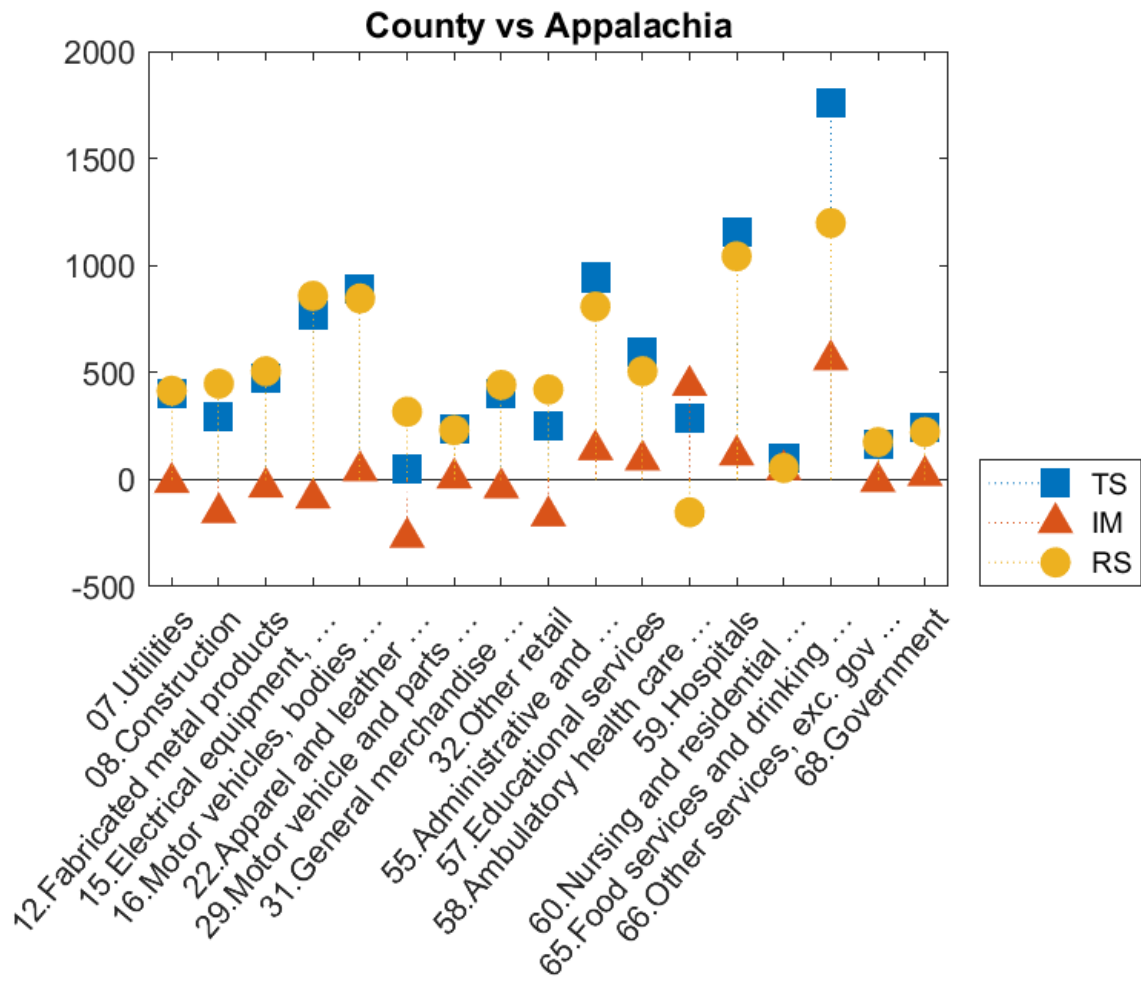 County vs Appalachia
2000
1500
1000
500
0
-500
TS
IM
RS
07.Utilities
08.Construction
12.Fabricated metal products
15.Electrical equipment, ...
16.Motor vehicles, bodies ...
22.Apparel and leather ...
29.Motor vehicle and parts ...
31.General merchandise ...
32.Other retail
55.Administrative and ...
57.Educational services
58.Ambulatory health care ...
59.Hospitals
60.Nursing and residential ...
65.Food services and drinking ...
66.Other services, exc. gov ...
68.Government